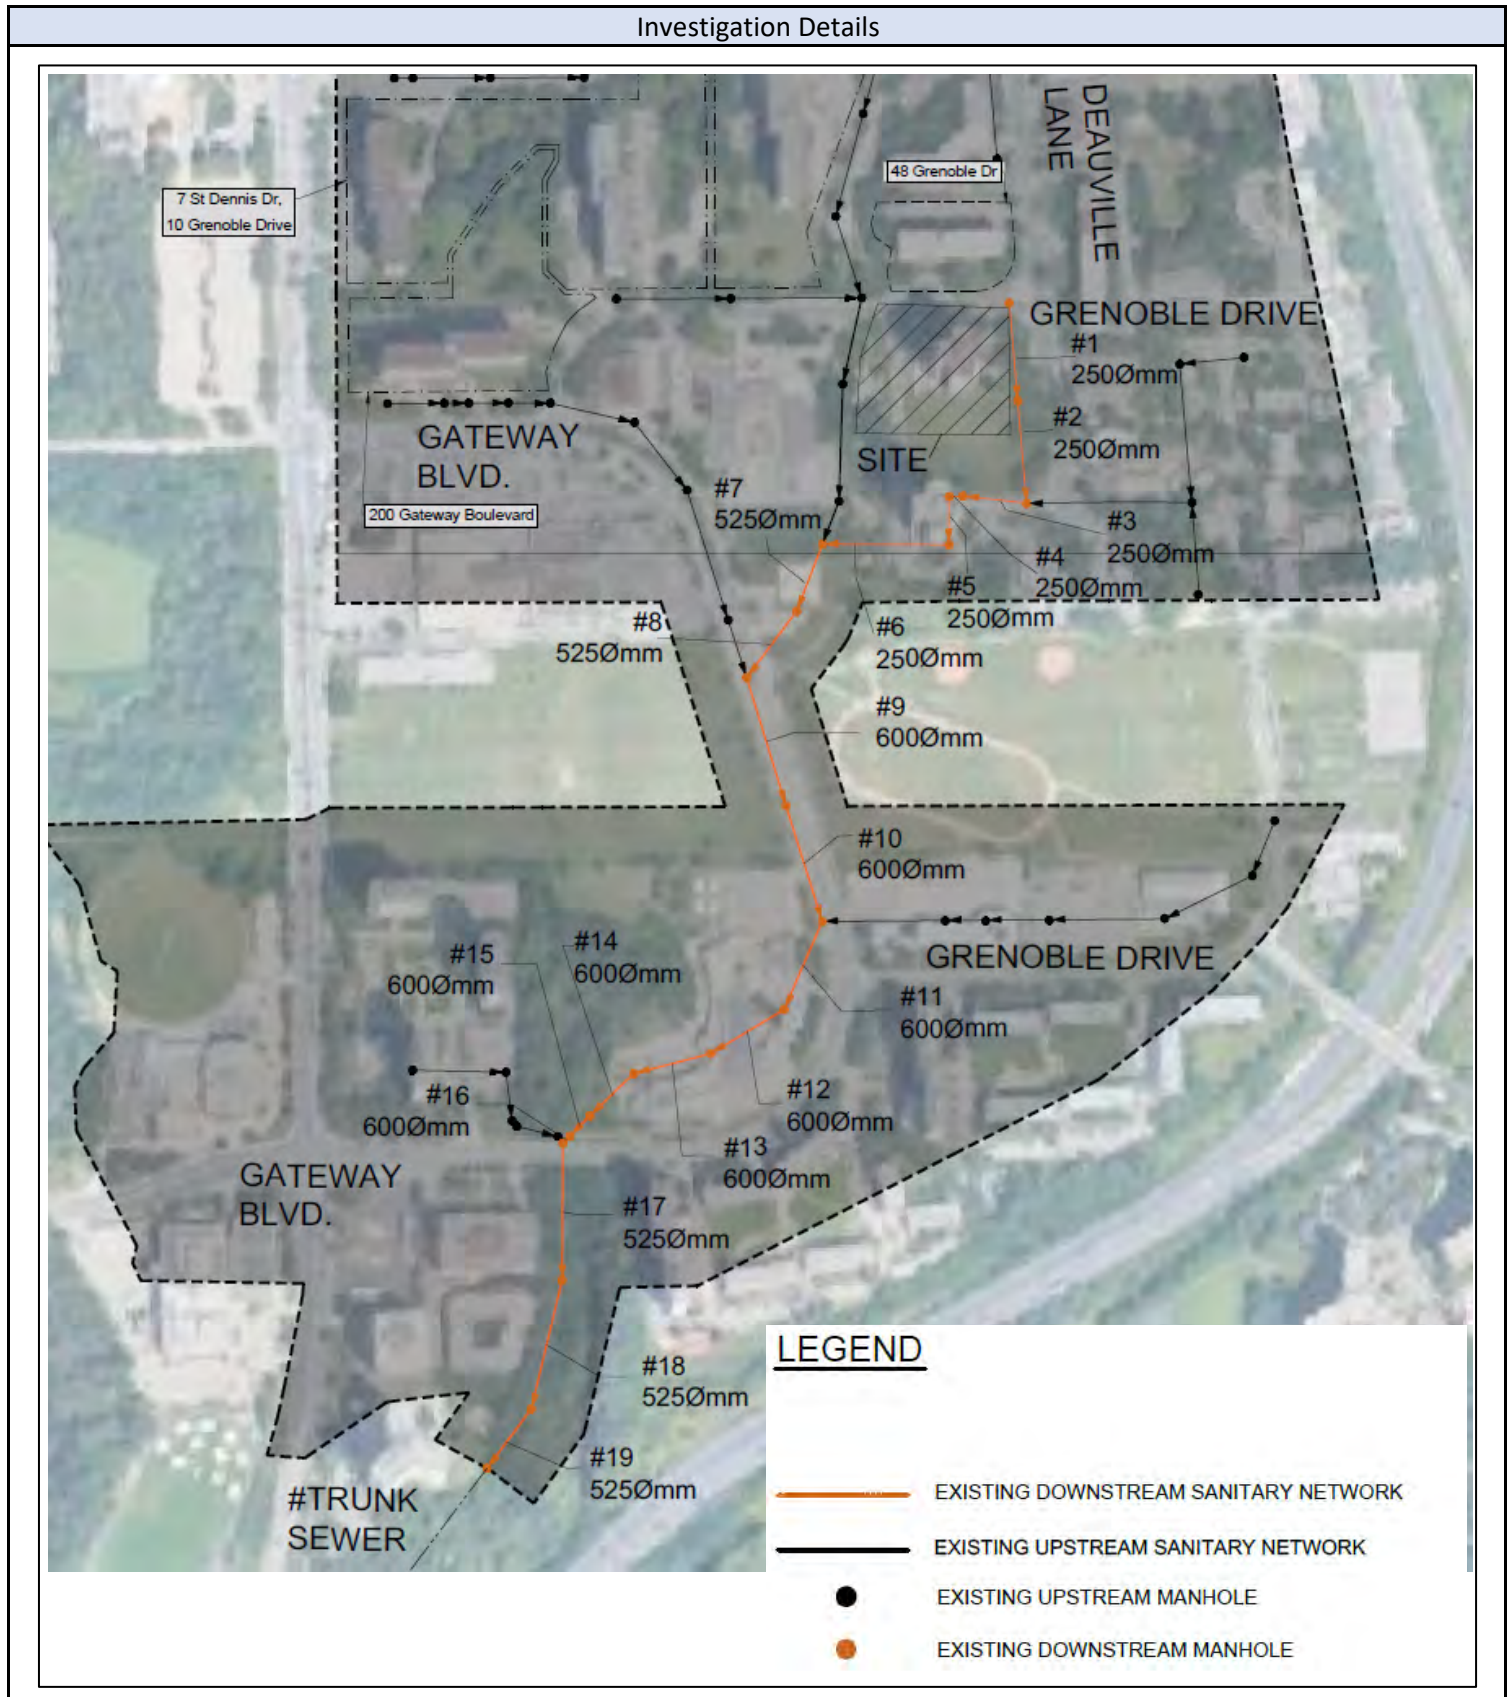 Investigation Details
DEAUVILLE
LANE
48 Grenoble Dr
7 St Dennis Dr,
10 Grenoble Drive
GRENOBLE DRIVE
#1
250Ømm
#2
250Ømm
GATEWAY
BLVD.
SITE
#7
525Ømm
200 Gateway Boulevard
#3
250Ømm
#4
250Ømm
#5
250Ømm
#8
525Ømm
#6
250Ømm
#9
600Ømm
#10
600Ømm
#14
600Ømm
#15
600Ømm
GRENOBLE DRIVE
#11
600Ømm
#16
600Ømm
#12
600Ømm
#13
600Ømm
GATEWAY
BLVD.
#17
525Ømm
#18
525Ømm
#19
525Ømm
#TRUNK
SEWER
LEGEND
EXISTING DOWNSTREAM SANITARY NETWORK
EXISTING UPSTREAM SANITARY NETWORK
EXISTING UPSTREAM MANHOLE
EXISTING DOWNSTREAM MANHOLE